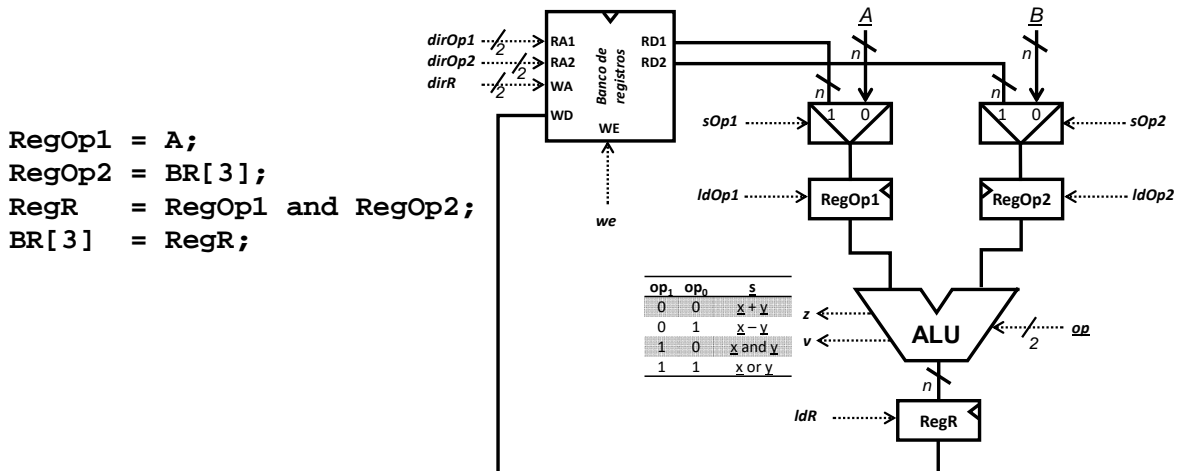 RegOp1 = A;
RegOp2 = BR[3];
RegR = RegOp1 and RegOp2;
BR[3] = RegR;
dirOp1
2
dirOp2
2
dirR
2
RA1
RA2
WA
WD
Banco de
registros
RD1
RD2
WE
we
A
n
B
n
n
n
sOp1
1 0
1 0
sOp2
ldOp1
RegOp1
RegOp2
ldOp2
op1 op0 s
0 0 x + y
0 1 x – y
1 0 x and y
1 1 x or y
z
v
ALU
2
op
n
ldR
RegR